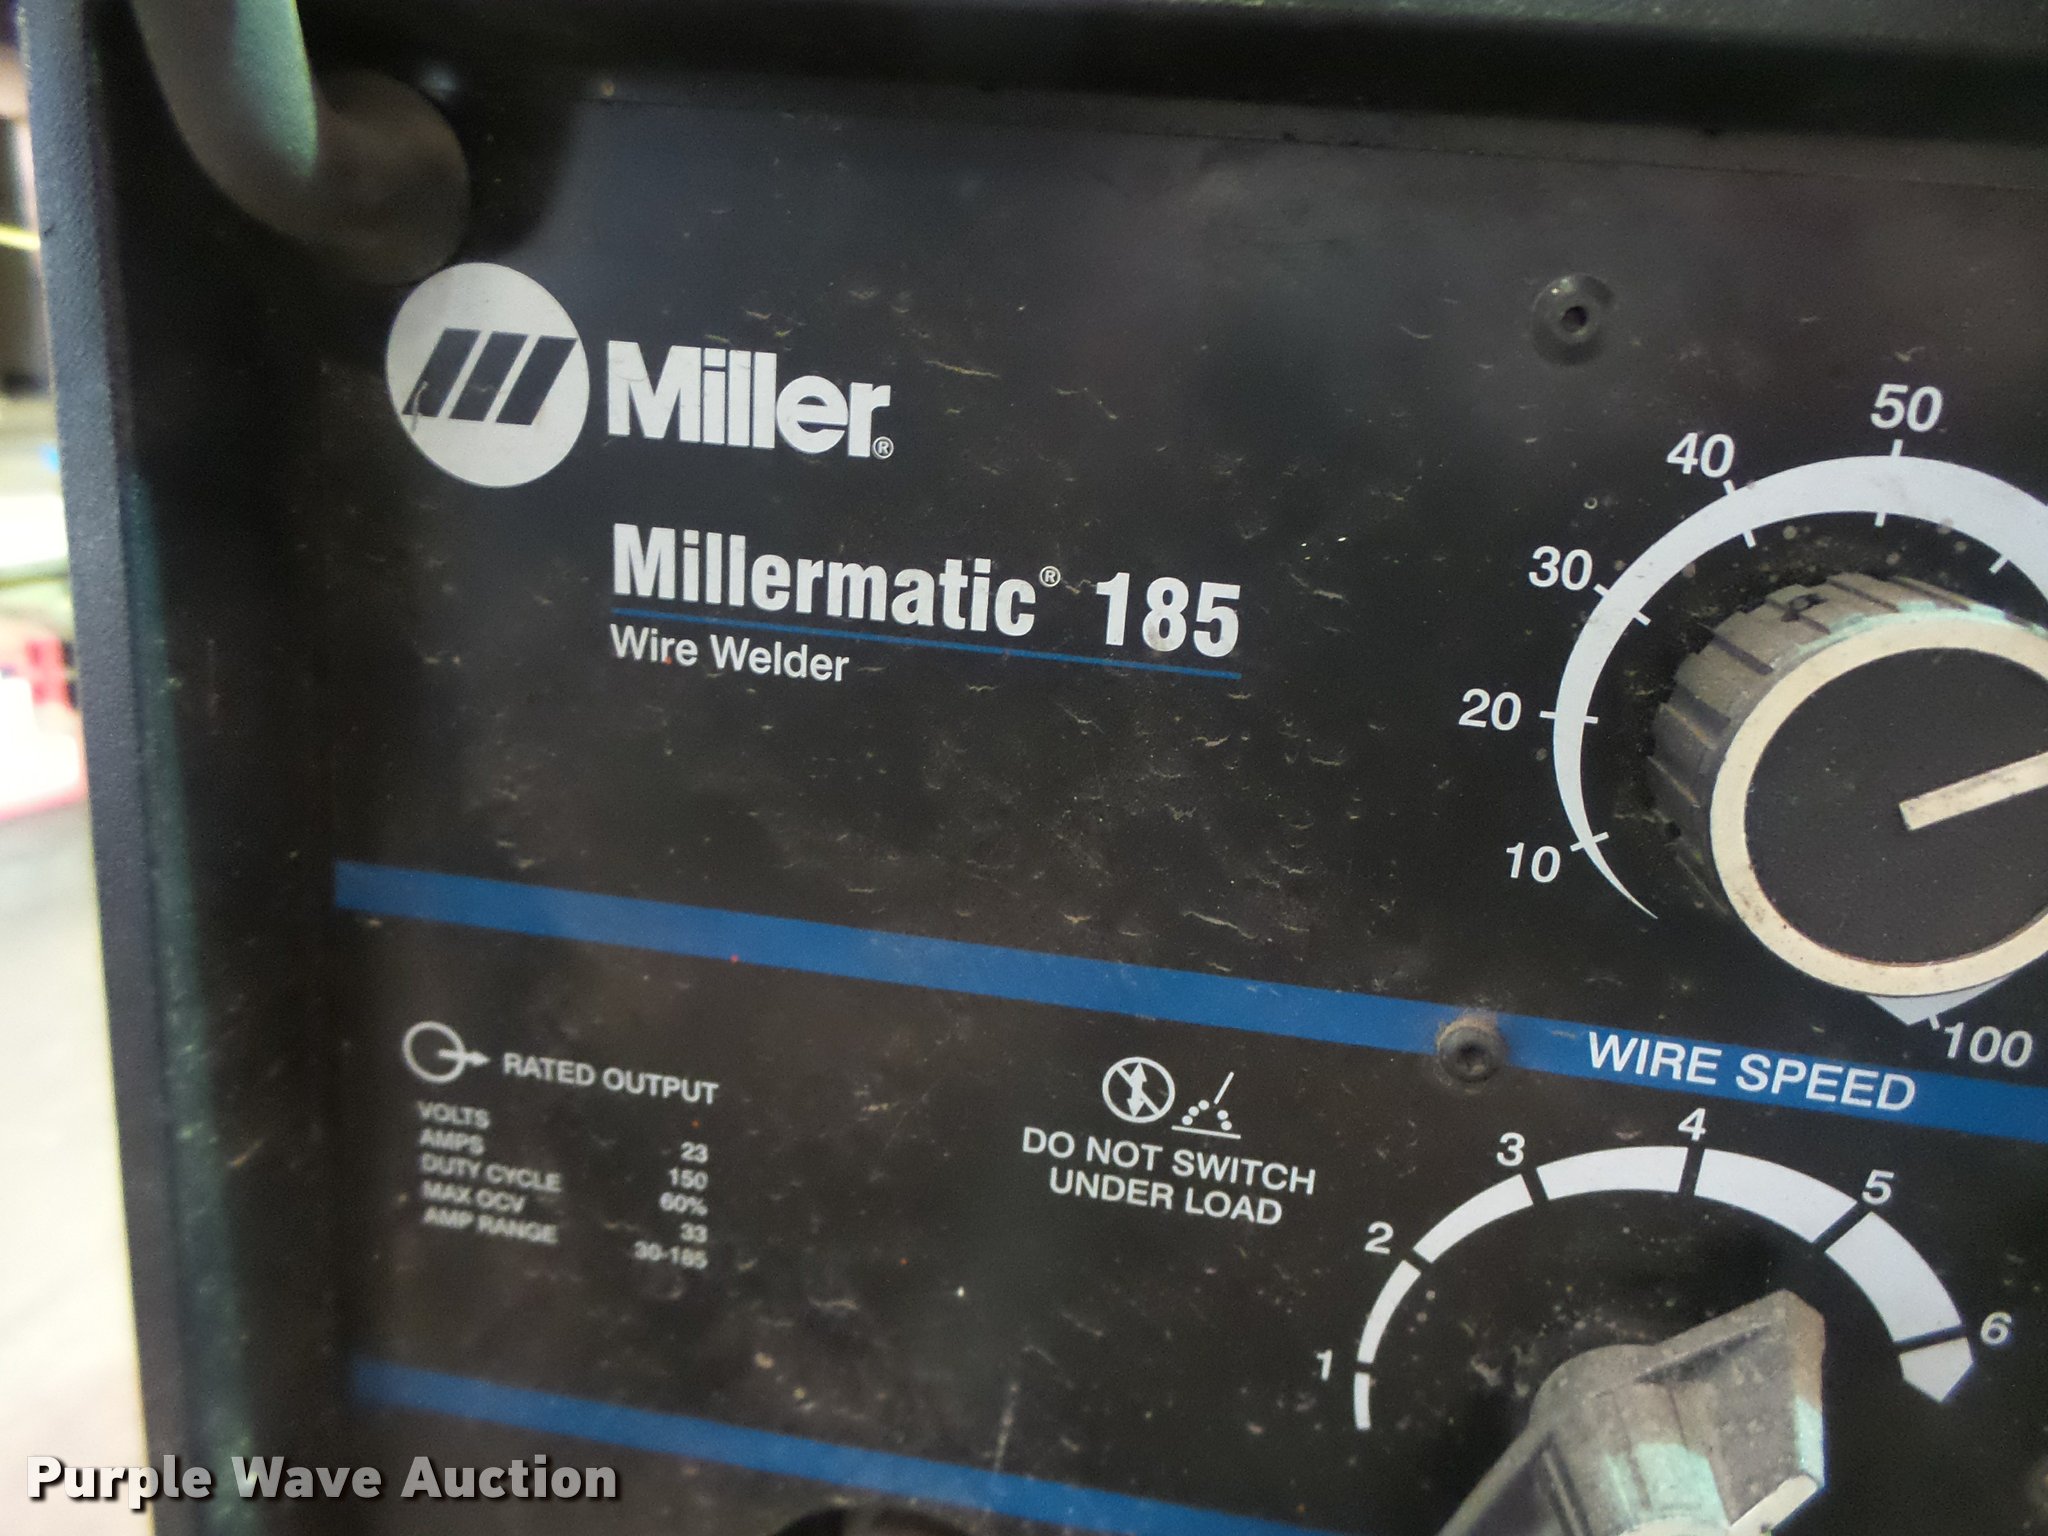 Miller®
Millermatic® 185
Wire Welder
50
40
30
20
10
100
WIRE SPEED
RATED OUTPUT
VOLTS 23
AMPS 150
DUTY CYCLE 60%
MAX OCV 33
AMP RANGE 30-185
DO NOT SWITCH
UNDER LOAD
1
2
3
4
5
6
Purple Wave Auction